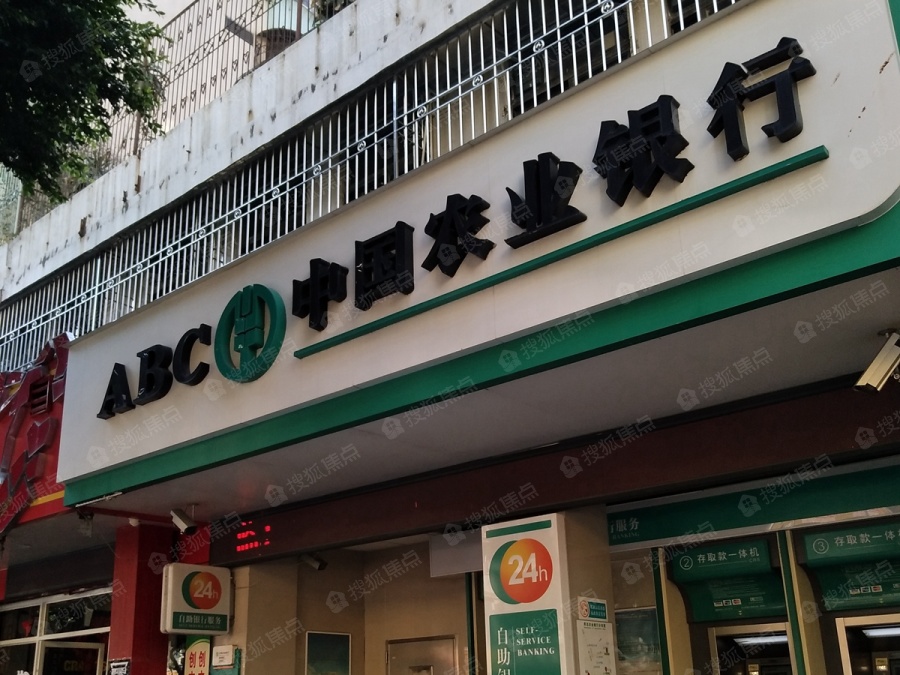 ABC 中国农业银行
24h
自助银行服务
24h
自助银
SELF-
SERVICE
BANKING
服务
② 存取款一体机
③ 存取款一体机
搜狐焦点